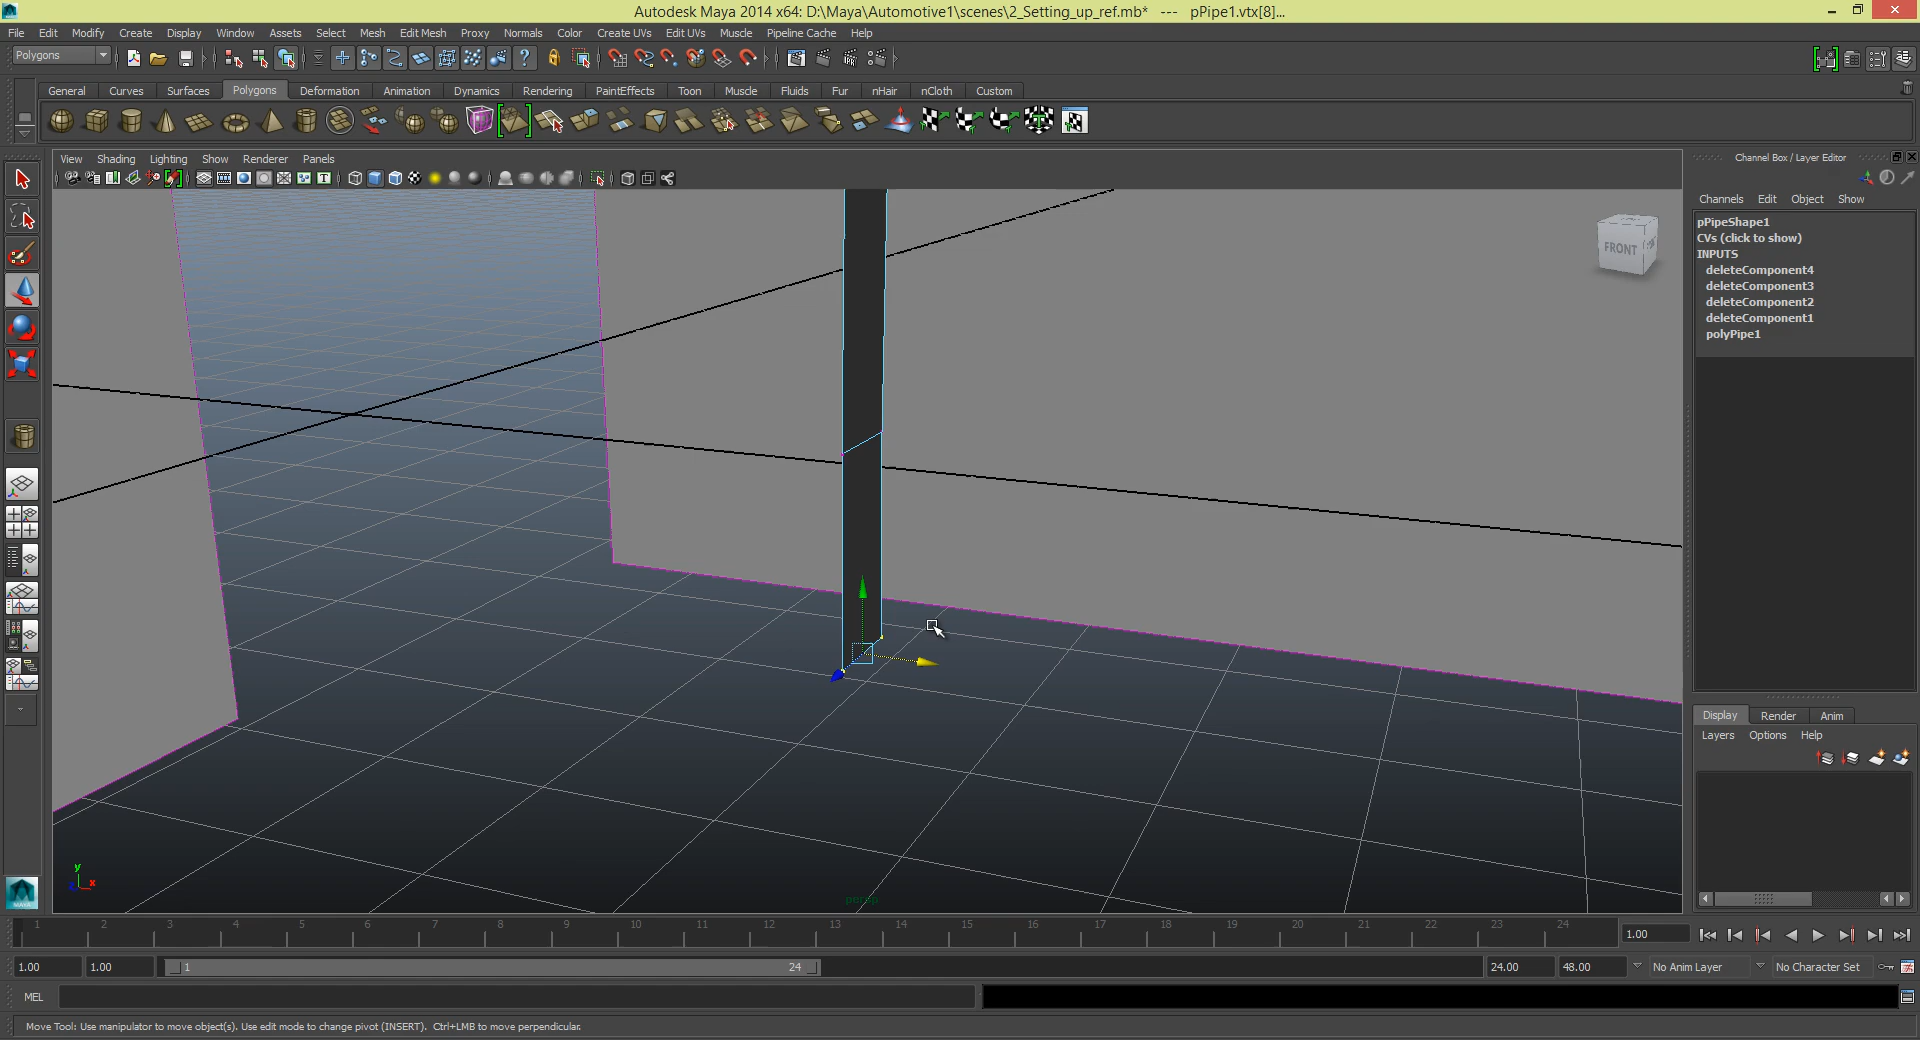 Autodesk Maya 2014 x64: D:\Maya\Automotive1\scenes\2_Setting_up_ref.mb* --- pPipe1.vtx[8]...
File Edit Modify Create Display Window Assets Select Mesh Edit Mesh Proxy Normals Color Create UVs Edit UVs Muscle Pipeline Cache Help
Polygons
General Curves Surfaces Polygons Deformation Animation Dynamics Rendering PaintEffects Toon Muscle Fluids Fur nHair nCloth Custom
View Shading Lighting Show Renderer Panels
Channel Box / Layer Editor
Channels Edit Object Show
pPipeShape1
CVs (click to show)
INPUTS
deleteComponent4
deleteComponent3
deleteComponent2
deleteComponent1
polyPipe1
FRONT
Display Render Anim
Layers Options Help
y
x
persp
1 2 3 4 5 6 7 8 9 10 11 12 13 14 15 16 17 18 19 20 21 22 23 24
1.00
1.00 1.00 1 24 24.00 48.00 No Anim Layer No Character Set
MEL
Move Tool: Use manipulator to move object(s). Use edit mode to change pivot (INSERT). Ctrl+LMB to move perpendicular.